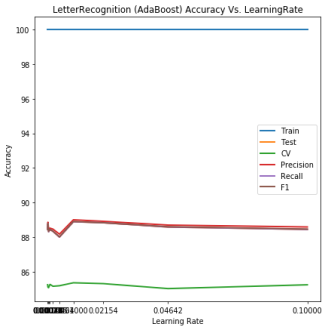 LetterRecognition (AdaBoost) Accuracy Vs. LearningRate
Accuracy
100
98
96
94
92
90
88
86
Train
Test
CV
Precision
Recall
F1
0.02154
0.04642
0.10000
Learning Rate